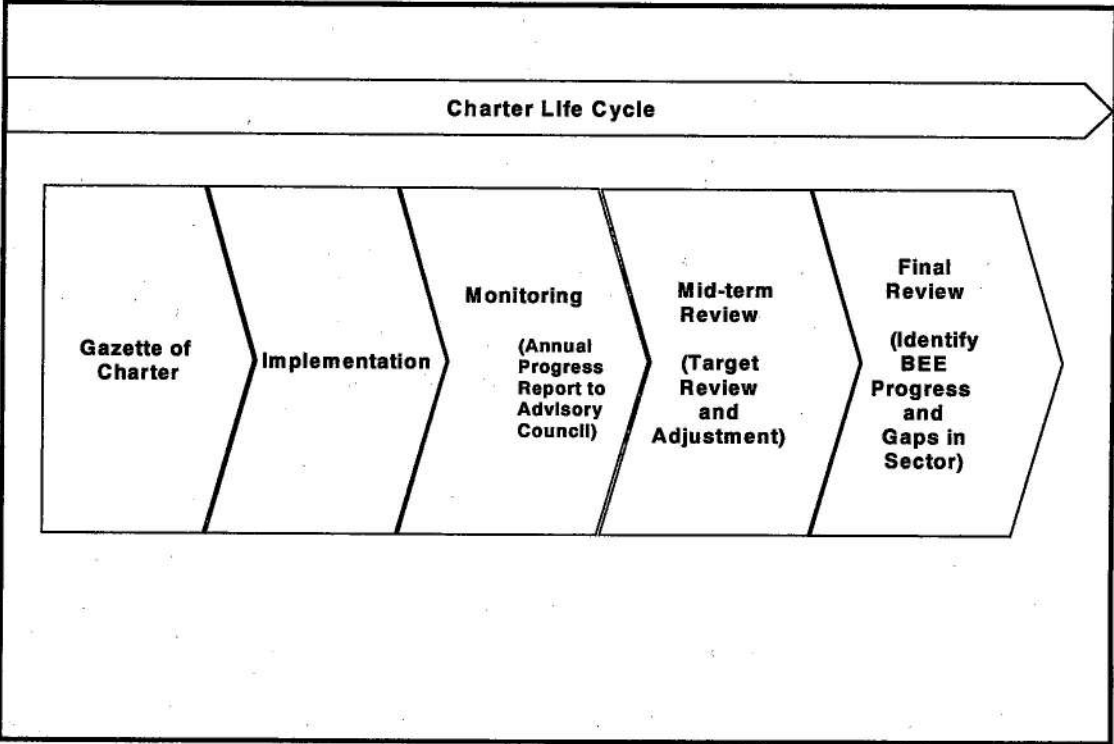 Charter Life Cycle
Gazette of
Charter
Implementation
Monitoring
(Annual
Progress
Report to
Advisory
Council)
Mid-term
Review
(Target
Review
and
Adjustment)
Final
Review
(Identify
BEE
Progress
and
Gaps in
Sector)